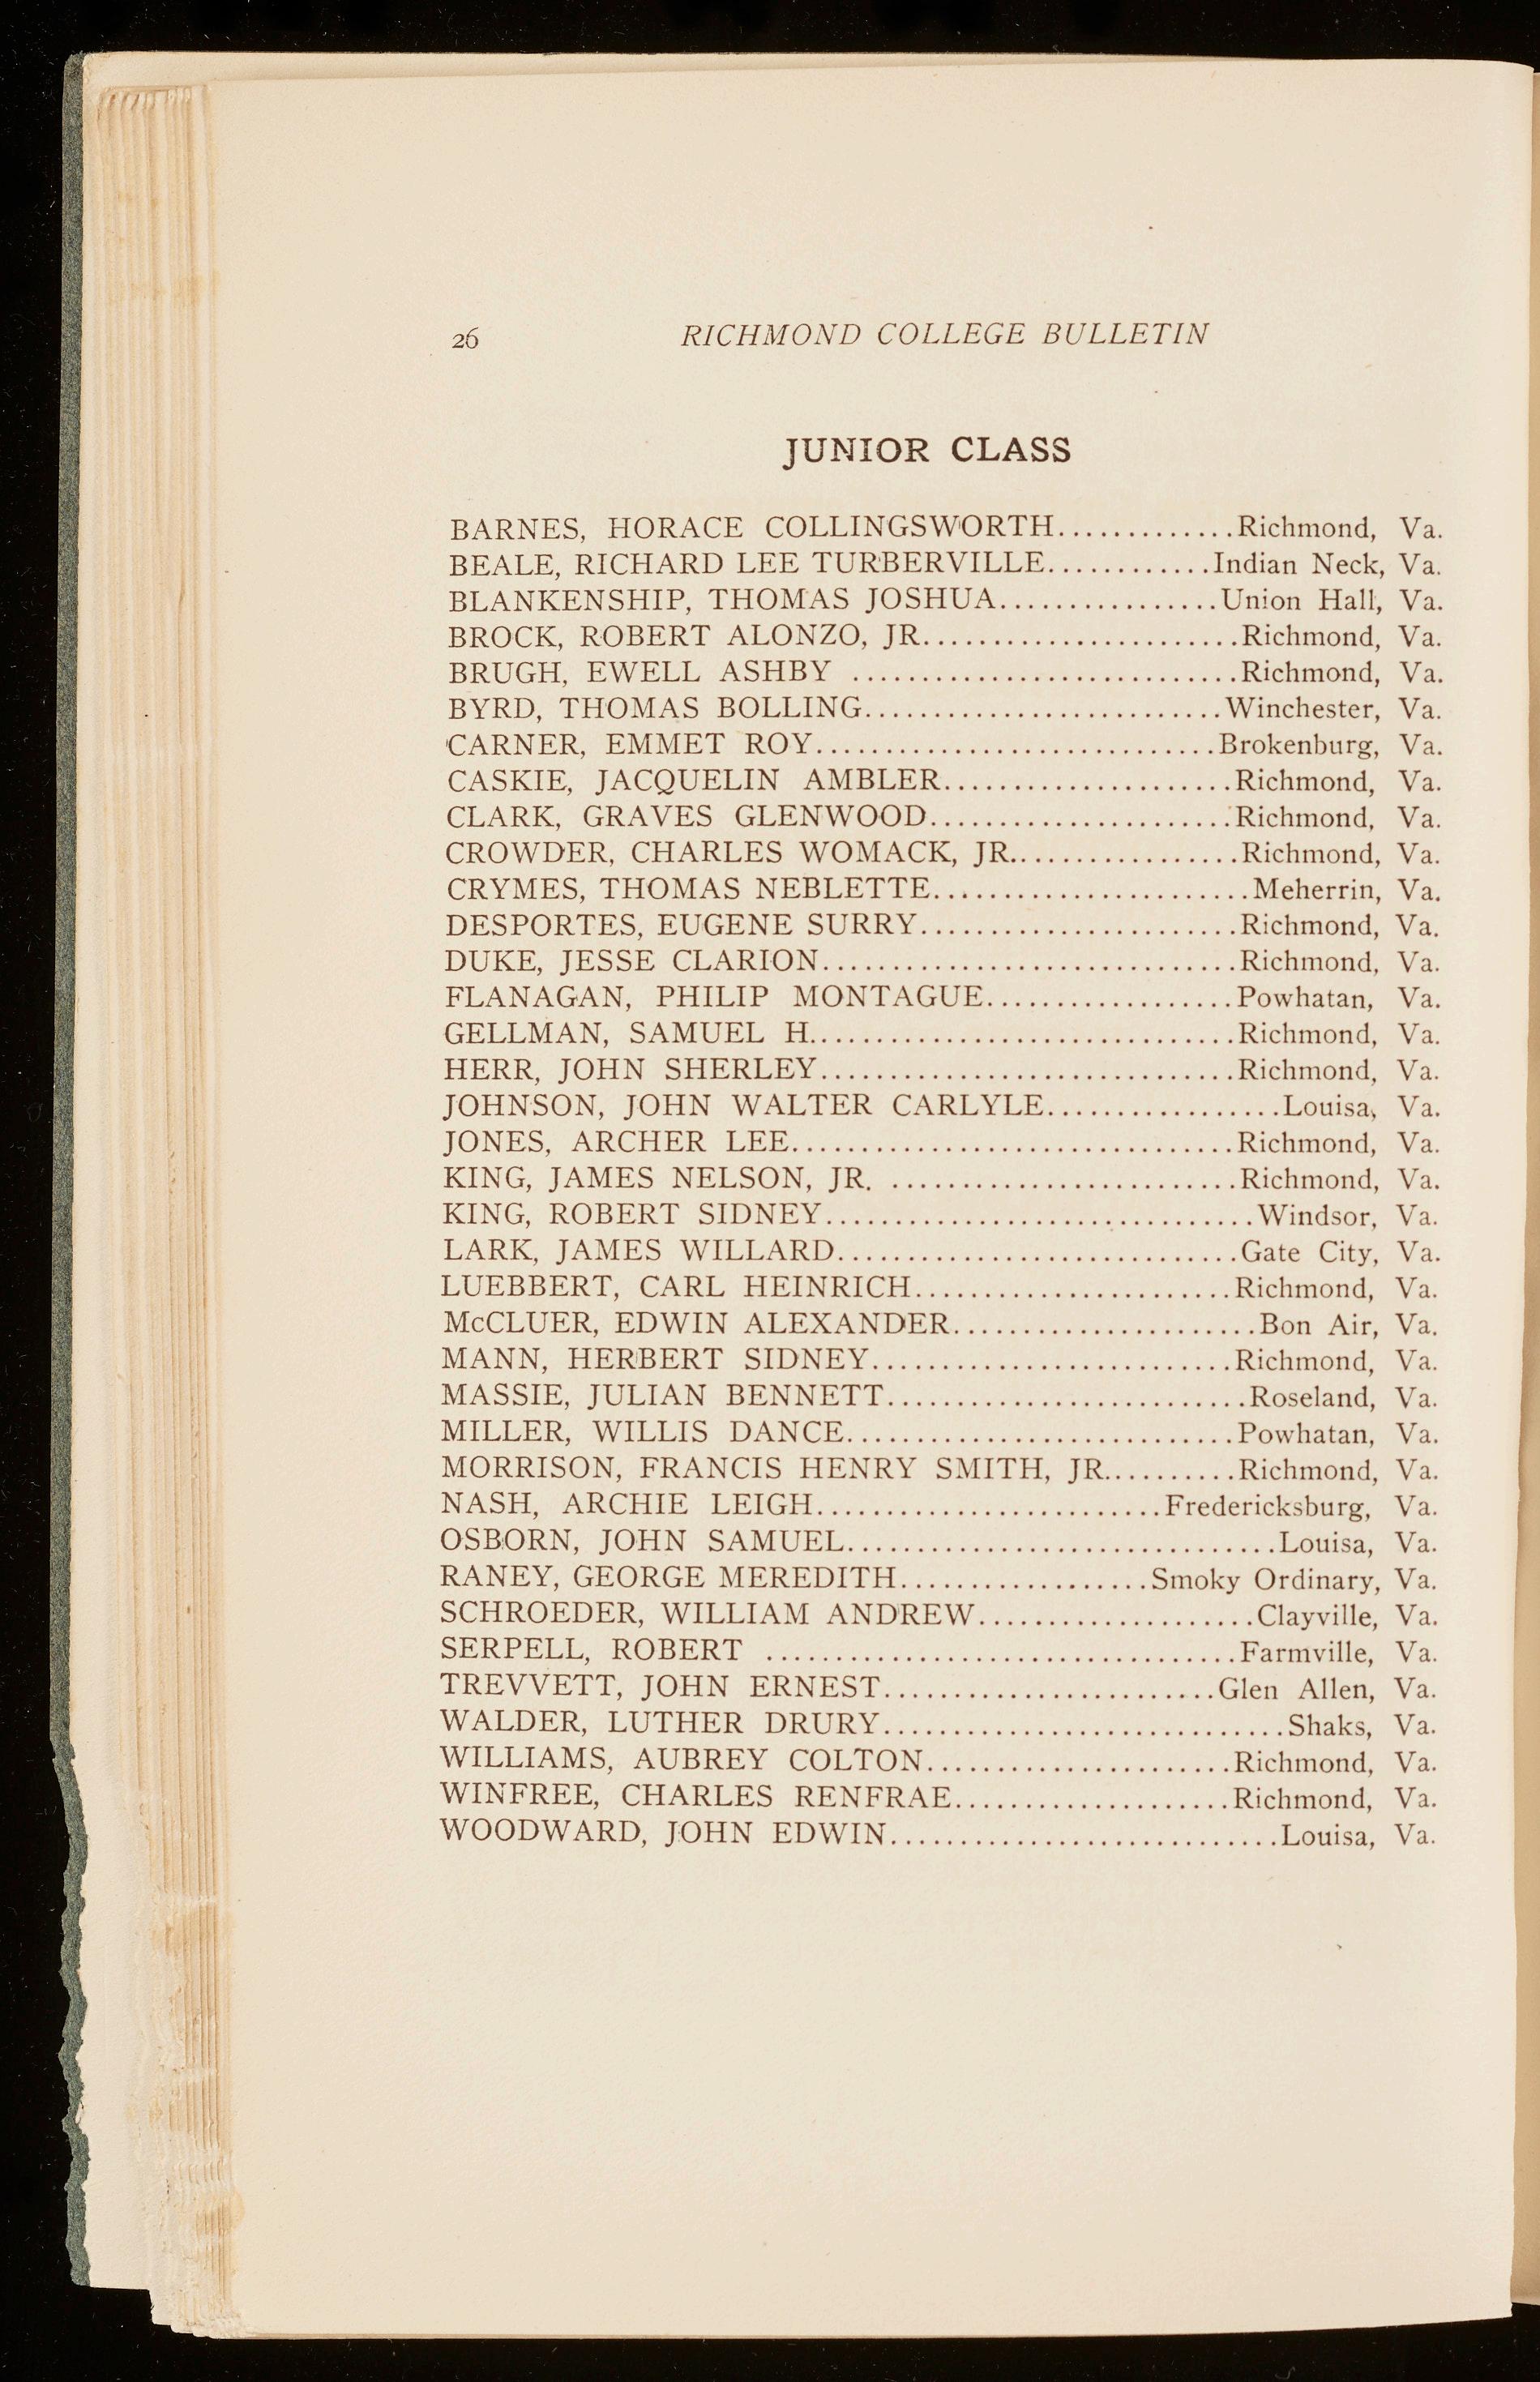 26 RICHMOND COLLEGE BULLETIN
JUNIOR CLASS
BARNES, HORACE COLLINGSWORTH.............Richmond, Va.
BEALE, RICHARD LEE TURBERVILLE............Indian Neck, Va.
BLANKENSHIP, THOMAS JOSHUA................Union Hall, Va.
BROCK, ROBERT ALONZO, JR.......................Richmond, Va.
BRUGH, EWELL ASHBY ............................Richmond, Va.
BYRD, THOMAS BOLLING..........................Winchester, Va.
CARNER, EMMET ROY.............................Brokenburg, Va.
CASKIE, JACQUELIN AMBLER.....................Richmond, Va.
CLARK, GRAVES GLENWOOD......................Richmond, Va.
CROWDER, CHARLES WOMACK, JR.................Richmond, Va.
CRYMES, THOMAS NEBLETTE.......................Meherrin, Va.
DESPORTES, EUGENE SURRY.......................Richmond, Va.
DUKE, JESSE CLARION..............................Richmond, Va.
FLANAGAN, PHILIP MONTAGUE..................Powhatan, Va.
GELLMAN, SAMUEL H...............................Richmond, Va.
HERR, JOHN SHERLEY..............................Richmond, Va.
JOHNSON, JOHN WALTER CARLYLE.................Louisa, Va.
JONES, ARCHER LEE................................Richmond, Va.
KING, JAMES NELSON, JR. .........................Richmond, Va.
KING, ROBERT SIDNEY...............................Windsor, Va.
LARK, JAMES WILLARD.............................Gate City, Va.
LUEBBERT, CARL HEINRICH.......................Richmond, Va.
McCLUER, EDWIN ALEXANDER......................Bon Air, Va.
MANN, HERBERT SIDNEY..........................Richmond, Va.
MASSIE, JULIAN BENNETT..........................Roseland, Va.
MILLER, WILLIS DANCE............................Powhatan, Va.
MORRISON, FRANCIS HENRY SMITH, JR..........Richmond, Va.
NASH, ARCHIE LEIGH.........................Fredericksburg, Va.
OSBORN, JOHN SAMUEL...............................Louisa, Va.
RANEY, GEORGE MEREDITH..................Smoky Ordinary, Va.
SCHROEDER, WILLIAM ANDREW....................Clayville, Va.
SERPELL, ROBERT ..................................Farmville, Va.
TREVVETT, JOHN ERNEST........................Glen Allen, Va.
WALDER, LUTHER DRURY.............................Shaks, Va.
WILLIAMS, AUBREY COLTON......................Richmond, Va.
WINFREE, CHARLES RENFRAE....................Richmond, Va.
WOODWARD, JOHN EDWIN............................Louisa, Va.